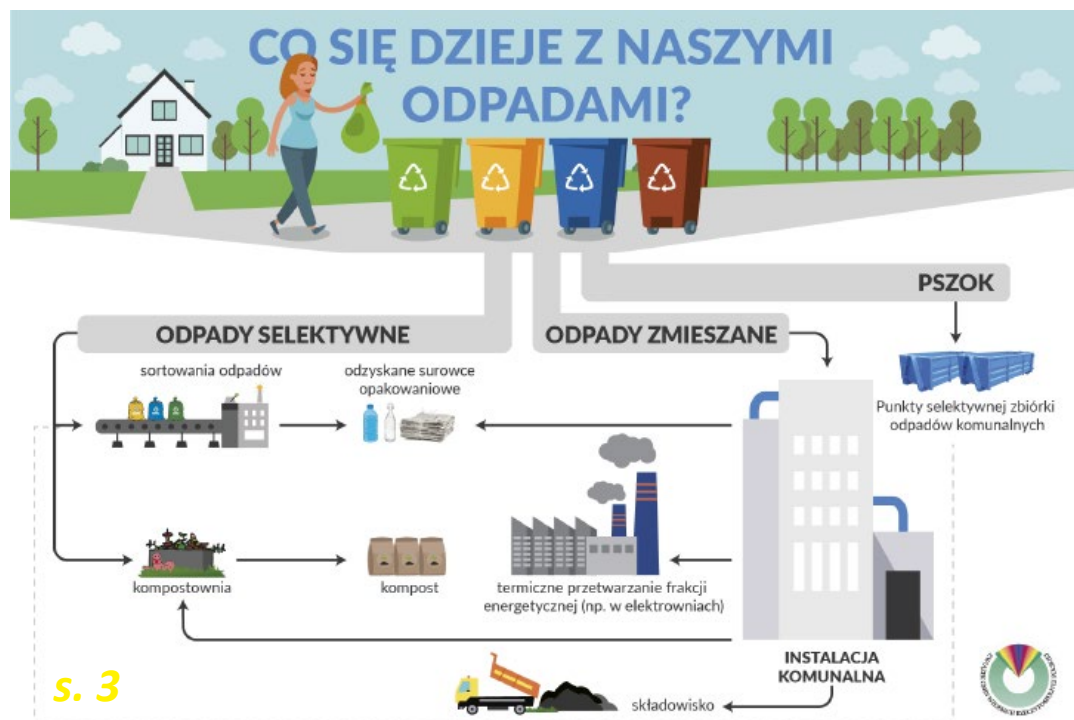 CO SIĘ DZIEJE Z NASZYMI
ODPADAMI?
PSZOK
ODPADY SELEKTYWNE
ODPADY ZMIESZANE
sortowania odpadów
odzyskane surowce
opakowaniowe
Punkty selektywnej zbiórki
odpadów komunalnych
kompostownia
kompost
termiczne przetwarzanie frakcji
energetycznej (np. w elektrowniach)
INSTALACJA
KOMUNALNA
składowisko
s. 3